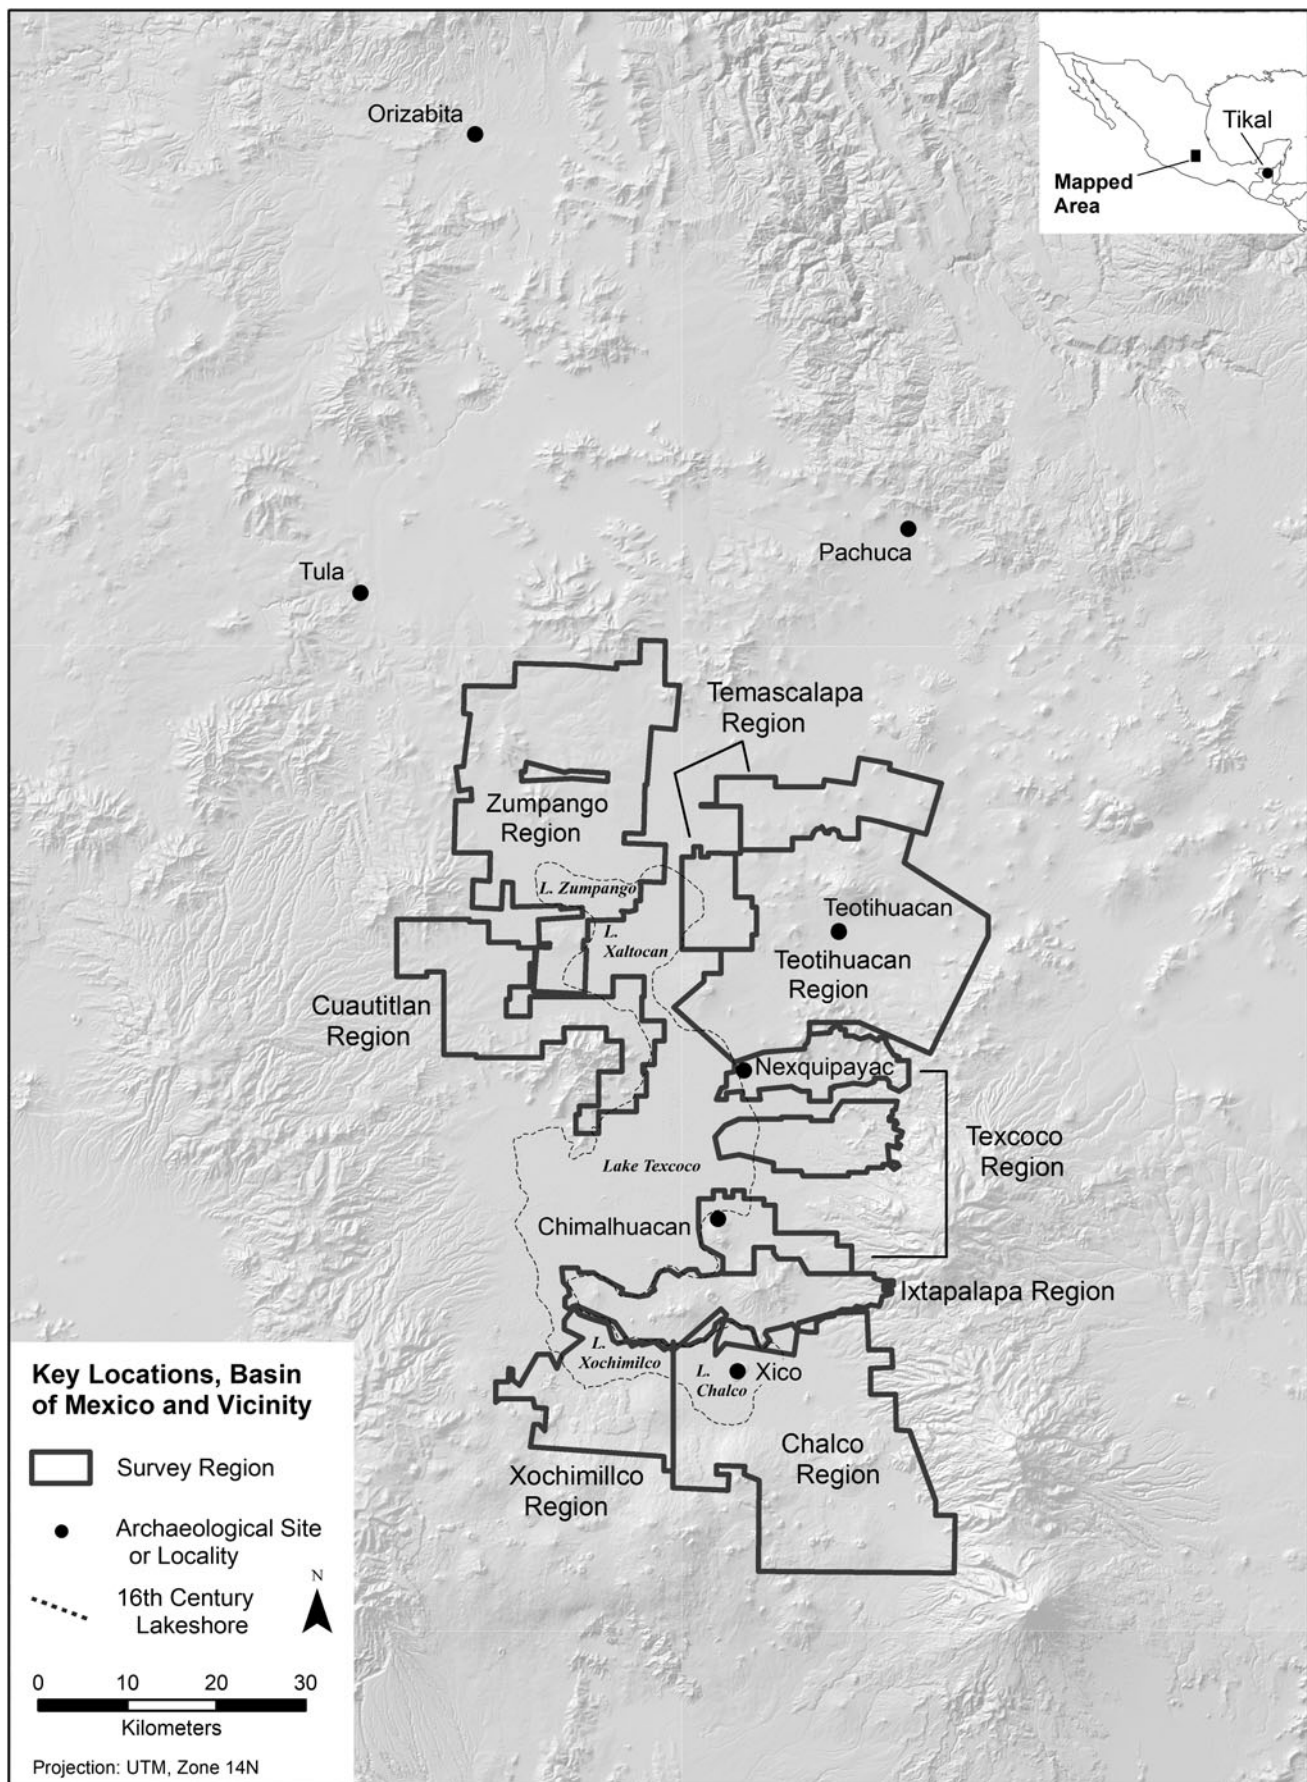 Orizabita
Tikal
Mapped
Area
Pachuca
Tula
Temascalapa
Region
Zumpango
Region
L. Zumpango
L.
Xaltocan
Teotihuacan
Teotihuacan
Region
Cuautitlan
Region
Nexquipayac
Texcoco
Region
Lake Texcoco
Chimalhuacan
Ixtapalapa Region
L.
Xochimilco
L.
Chalco
Xico
Chalco
Region
Xochimillco
Region
Key Locations, Basin
of Mexico and Vicinity
Survey Region
Archaeological Site
or Locality
N
16th Century
Lakeshore
0 10 20 30
Kilometers
Projection: UTM, Zone 14N